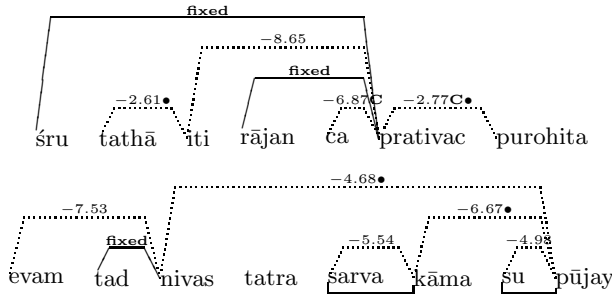 fixed
−8.65
fixed
−2.61● −6.87C −2.77C●
śru tathā iti rājan ca prativac purohita
−4.68●
−7.53 −6.67●
fixed −5.54 −4.98
evam tad nivas tatra sarva kāma su pūjay